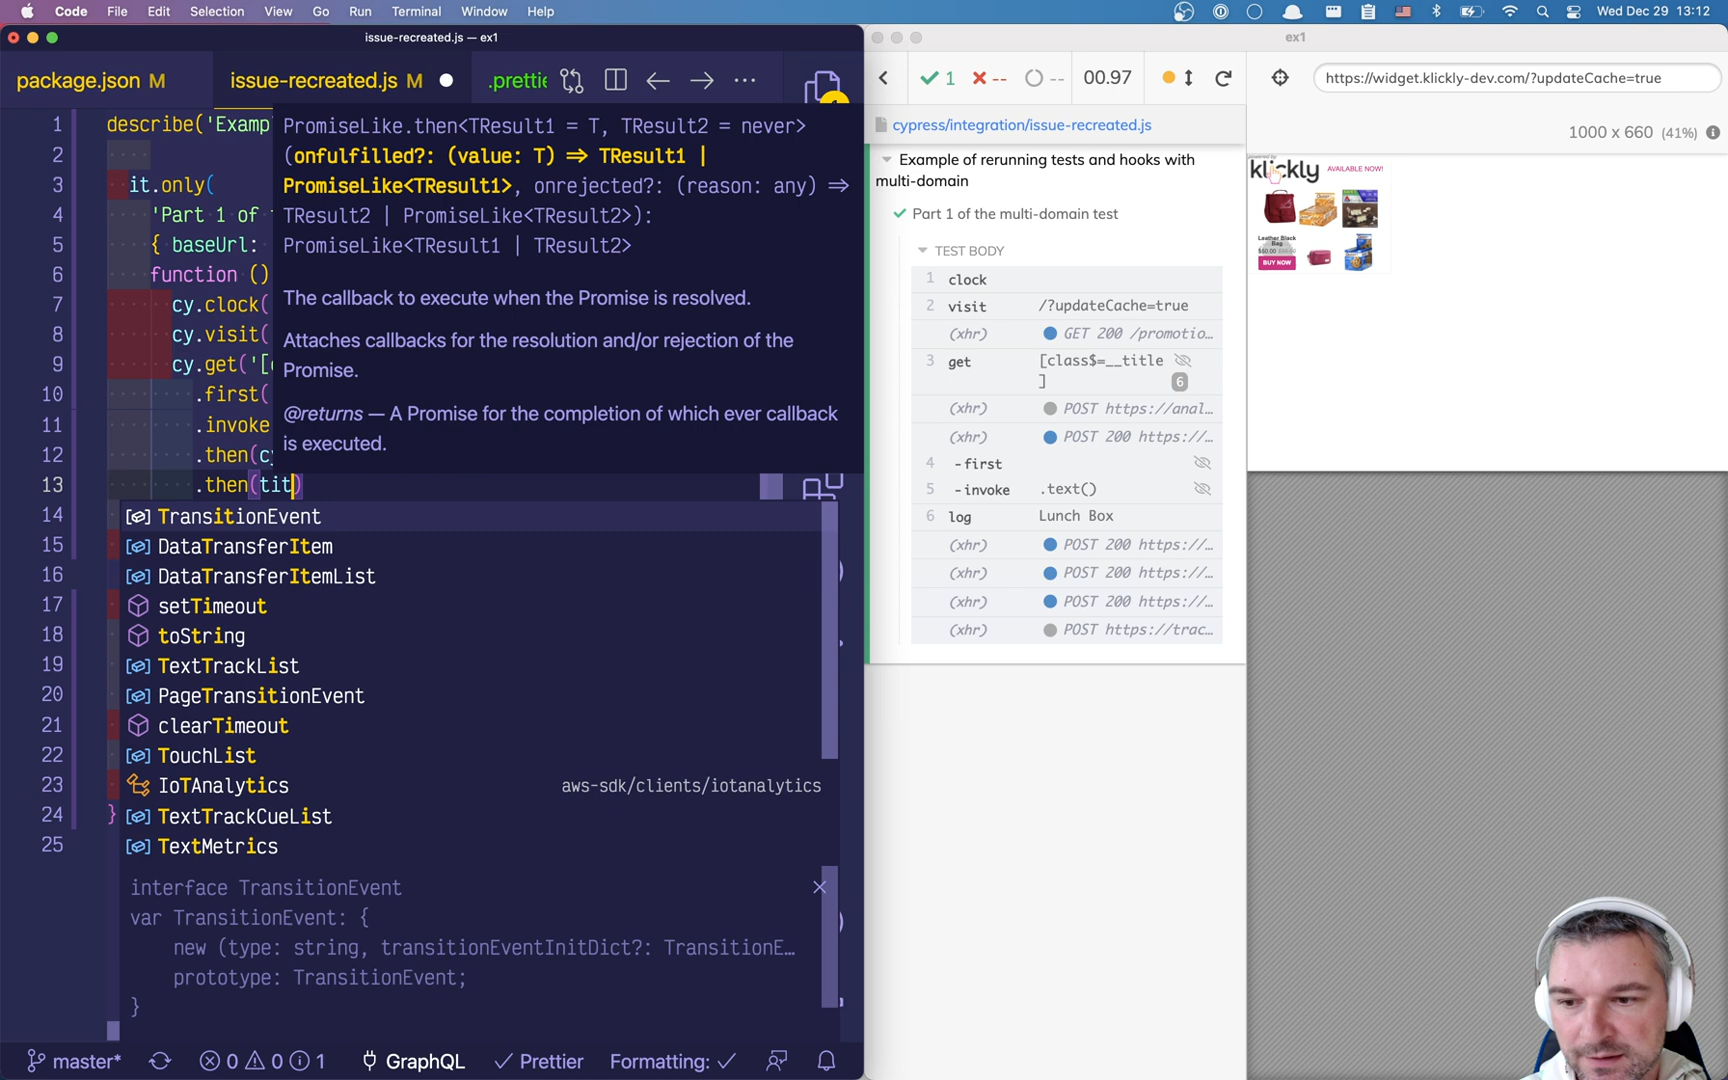 Code File Edit Selection View Go Run Terminal Window Help
Wed Dec 29 13:12
issue-recreated.js — ex1
package.json M
issue-recreated.js M
.prettie
1 describe('Examp
2
3 it.only(
4 'Part 1 of
5 { baseUrl:
6 function ()
7 cy.clock(
8 cy.visit(
9 cy.get('[
10 .first(
11 .invoke
12 .then(cy
13 .then(tit)
14
15
16
17
18
19
20
21
22
23
24 }
25
PromiseLike.then<TResult1 = T, TResult2 = never>
(onfulfilled?: (value: T) ⇒ TResult1 |
PromiseLike<TResult1>, onrejected?: (reason: any) ⇒
TResult2 | PromiseLike<TResult2>):
PromiseLike<TResult1 | TResult2>
The callback to execute when the Promise is resolved.
Attaches callbacks for the resolution and/or rejection of the
Promise.
@returns — A Promise for the completion of which ever callback
is executed.
TransitionEvent
DataTransferItem
DataTransferItemList
setTimeout
toString
TextTrackList
PageTransitionEvent
clearTimeout
TouchList
IoTAnalytics aws-sdk/clients/iotanalytics
TextTrackCueList
TextMetrics
interface TransitionEvent
var TransitionEvent: {
new (type: string, transitionEventInitDict?: TransitionE…
prototype: TransitionEvent;
}
master* 0 0 1 GraphQL Prettier Formatting:
ex1
1 -- -- 00.97
https://widget.klickly-dev.com/?updateCache=true
cypress/integration/issue-recreated.js
1000 x 660 (41%)
Example of rerunning tests and hooks with
multi-domain
Part 1 of the multi-domain test
TEST BODY
1 clock
2 visit /?updateCache=true
(xhr) GET 200 /promotio...
3 get [class$=__title
] 6
(xhr) POST https://anal...
(xhr) POST 200 https://...
4 -first
5 -invoke .text()
6 log Lunch Box
(xhr) POST 200 https://...
(xhr) POST 200 https://...
(xhr) POST 200 https://...
(xhr) POST https://trac...
powered by
klickly
AVAILABLE NOW!
Leather Black
Bag
BUY NOW